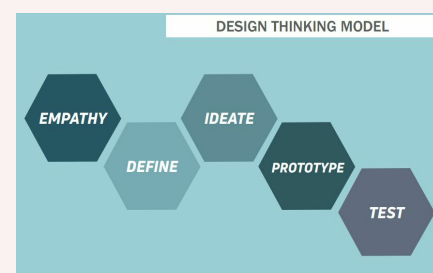 DESIGN THINKING MODEL
EMPATHY
DEFINE
IDEATE
PROTOTYPE
TEST